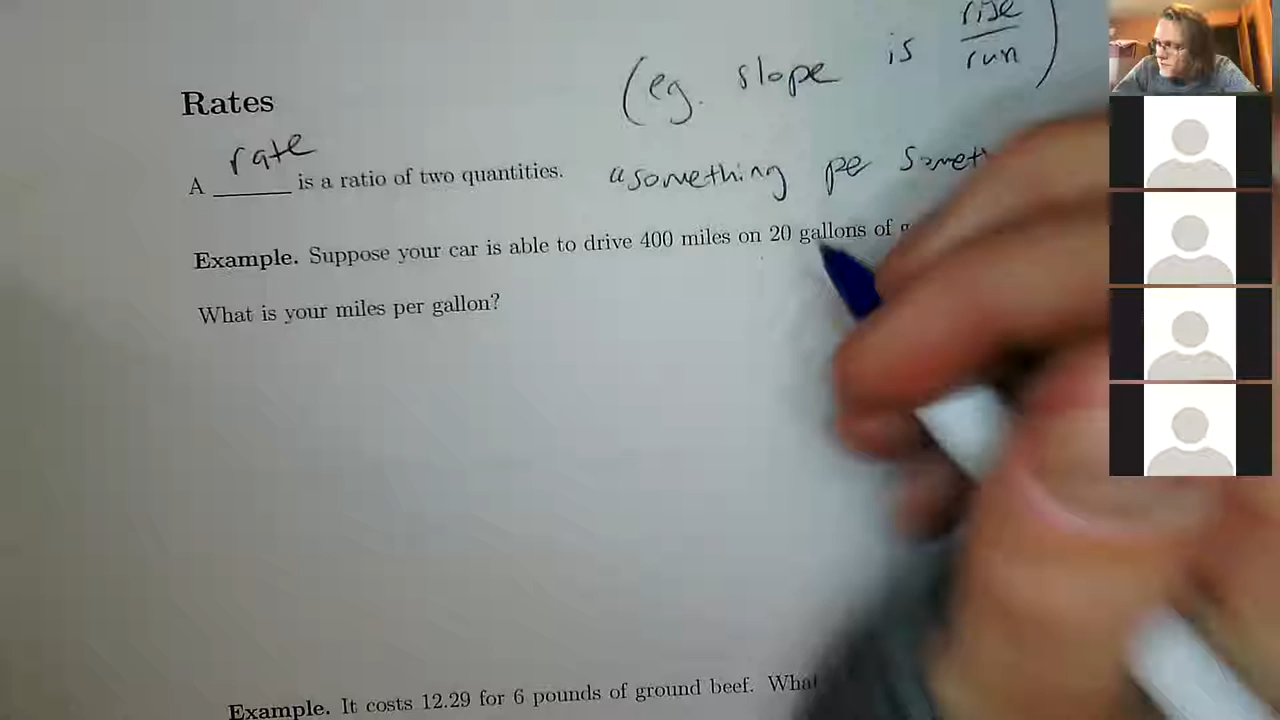 rise
(eg. slope is run)
Rates
rate
A ______ is a ratio of two quantities. a something pe
Example. Suppose your car is able to drive 400 miles on 20 gallons of
What is your miles per gallon?
Example. It costs 12.29 for 6 pounds of ground beef. What